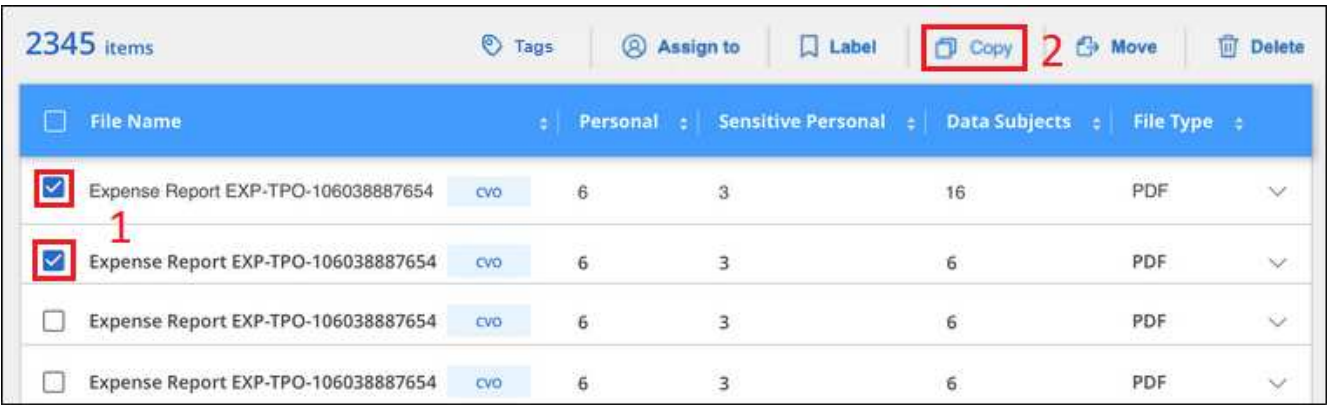 2345 items Tags Assign to Label Copy 2 Move Delete
File Name Personal Sensitive Personal Data Subjects File Type
Expense Report EXP-TPO-106038887654 cvo 6 3 16 PDF
1
Expense Report EXP-TPO-106038887654 cvo 6 3 6 PDF
Expense Report EXP-TPO-106038887654 cvo 6 3 6 PDF
Expense Report EXP-TPO-106038887654 cvo 6 3 6 PDF